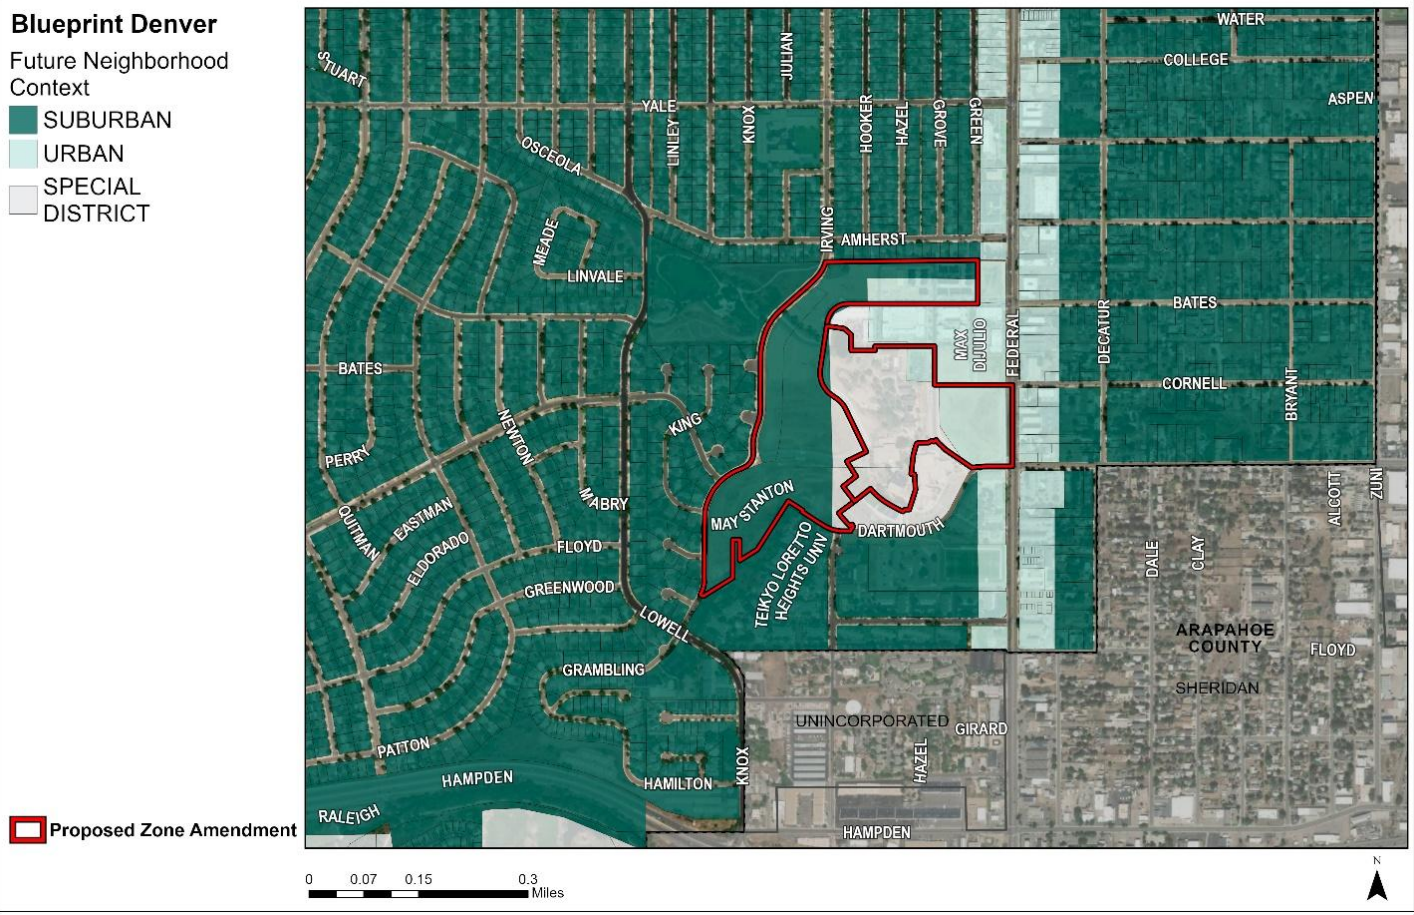 Blueprint Denver
Future Neighborhood
Context
SUBURBAN
URBAN
SPECIAL
DISTRICT
Proposed Zone Amendment
STUART
JULIAN
WATER
COLLEGE
ASPEN
YALE
LINLEY
KNOX
HOOKER
HAZEL
GROVE
GREEN
OSCEOLA
MEADE
LINVALE
IRVING
AMHERST
BATES
MAX
DIJULIO
FEDERAL
DECATUR
BATES
CORNELL
BRYANT
KING
NEWTON
PERRY
MABRY
MAY STANTON
QUITMAN
EASTMAN
ELDORADO
FLOYD
GREENWOOD
LOWELL
TEIKYO LORETTO
HEIGHTS UNIV
DARTMOUTH
ALCOTT
ZUNI
DALE
CLAY
ARAPAHOE
COUNTY
FLOYD
SHERIDAN
GRAMBLING
UNINCORPORATED
GIRARD
HAZEL
PATTON
HAMPDEN
HAMILTON
KNOX
RALEIGH
HAMPDEN
0 0.07 0.15 0.3
Miles
N